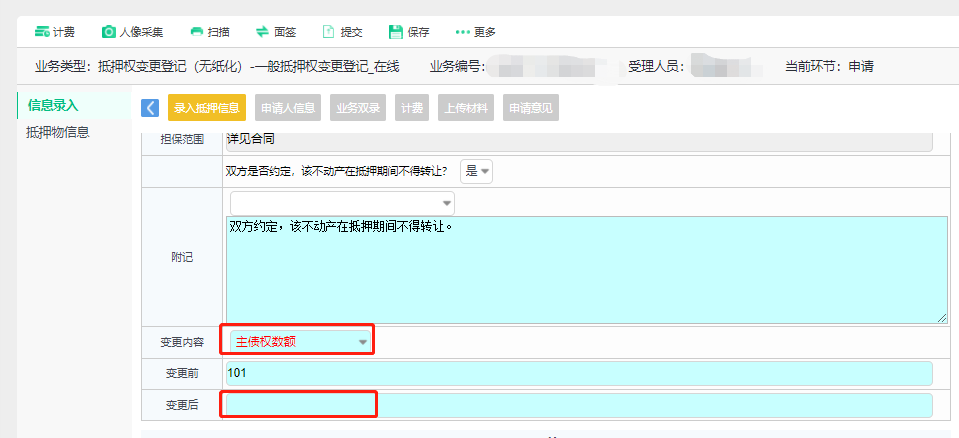 计费 人像采集 扫描 面签 提交 保存 更多
业务类型：抵押权变更登记（无纸化）-一般抵押权变更登记_在线 业务编号： 受理人员： 当前环节：申请
信息录入
抵押物信息
录入抵押信息 申请人信息 业务双录 计费 上传材料 申请意见
担保范围 详见合同
双方是否约定，该不动产在抵押期间不得转让？ 是
附记 双方约定，该不动产在抵押期间不得转让。
变更内容 主债权数额
变更前 101
变更后